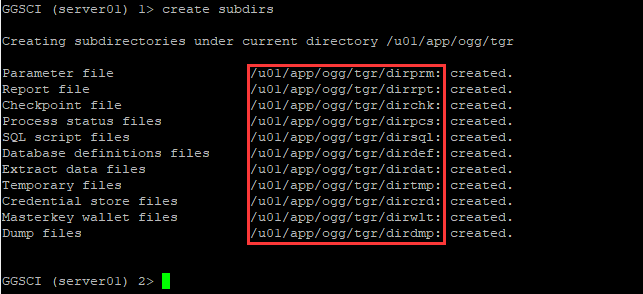 GGSCI (server01) 1> create subdirs
Creating subdirectories under current directory /u01/app/ogg/tgr
Parameter file /u01/app/ogg/tgr/dirprm: created.
Report file /u01/app/ogg/tgr/dirrpt: created.
Checkpoint file /u01/app/ogg/tgr/dirchk: created.
Process status files /u01/app/ogg/tgr/dirpcs: created.
SQL script files /u01/app/ogg/tgr/dirsql: created.
Database definitions files /u01/app/ogg/tgr/dirdef: created.
Extract data files /u01/app/ogg/tgr/dirdat: created.
Temporary files /u01/app/ogg/tgr/dirtmp: created.
Credential store files /u01/app/ogg/tgr/dircrd: created.
Masterkey wallet files /u01/app/ogg/tgr/dirwlt: created.
Dump files /u01/app/ogg/tgr/dirdmp: created.
GGSCI (server01) 2>